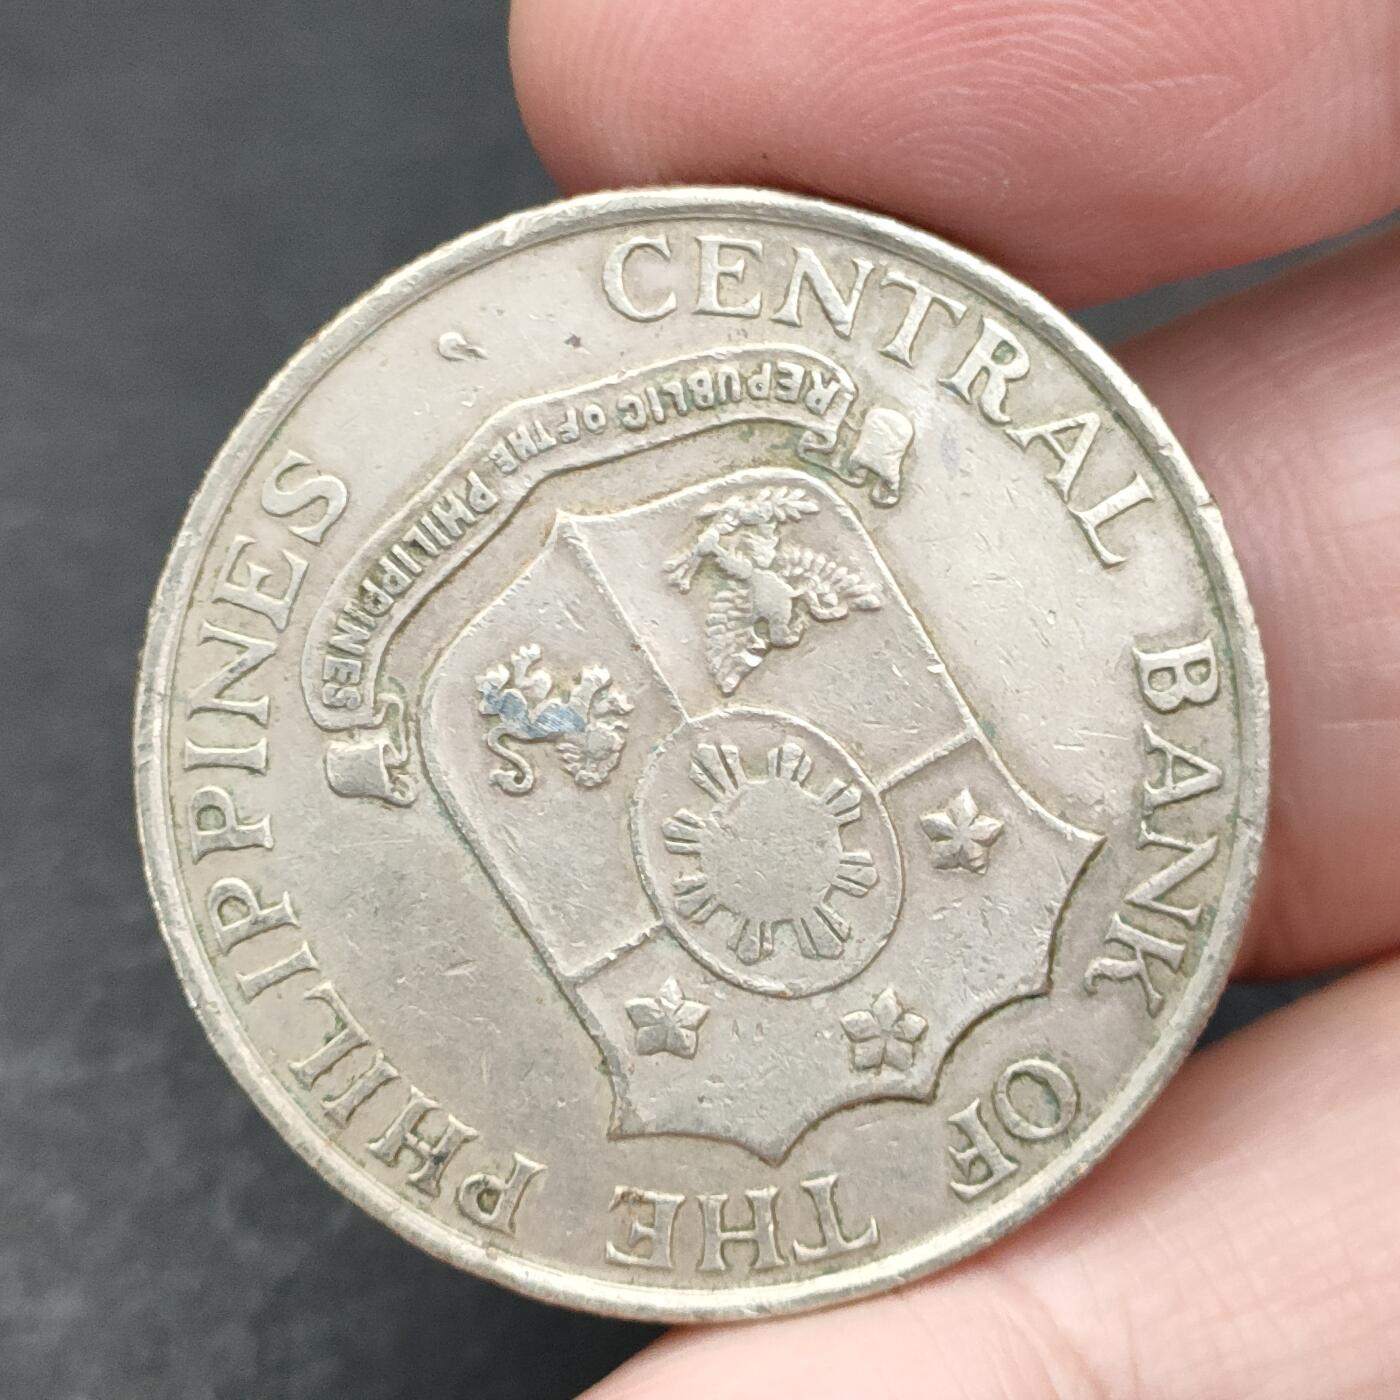 CENTRAL BANK OF THE PHILIPPINES
REPUBLIC OF THE PHILIPPINES